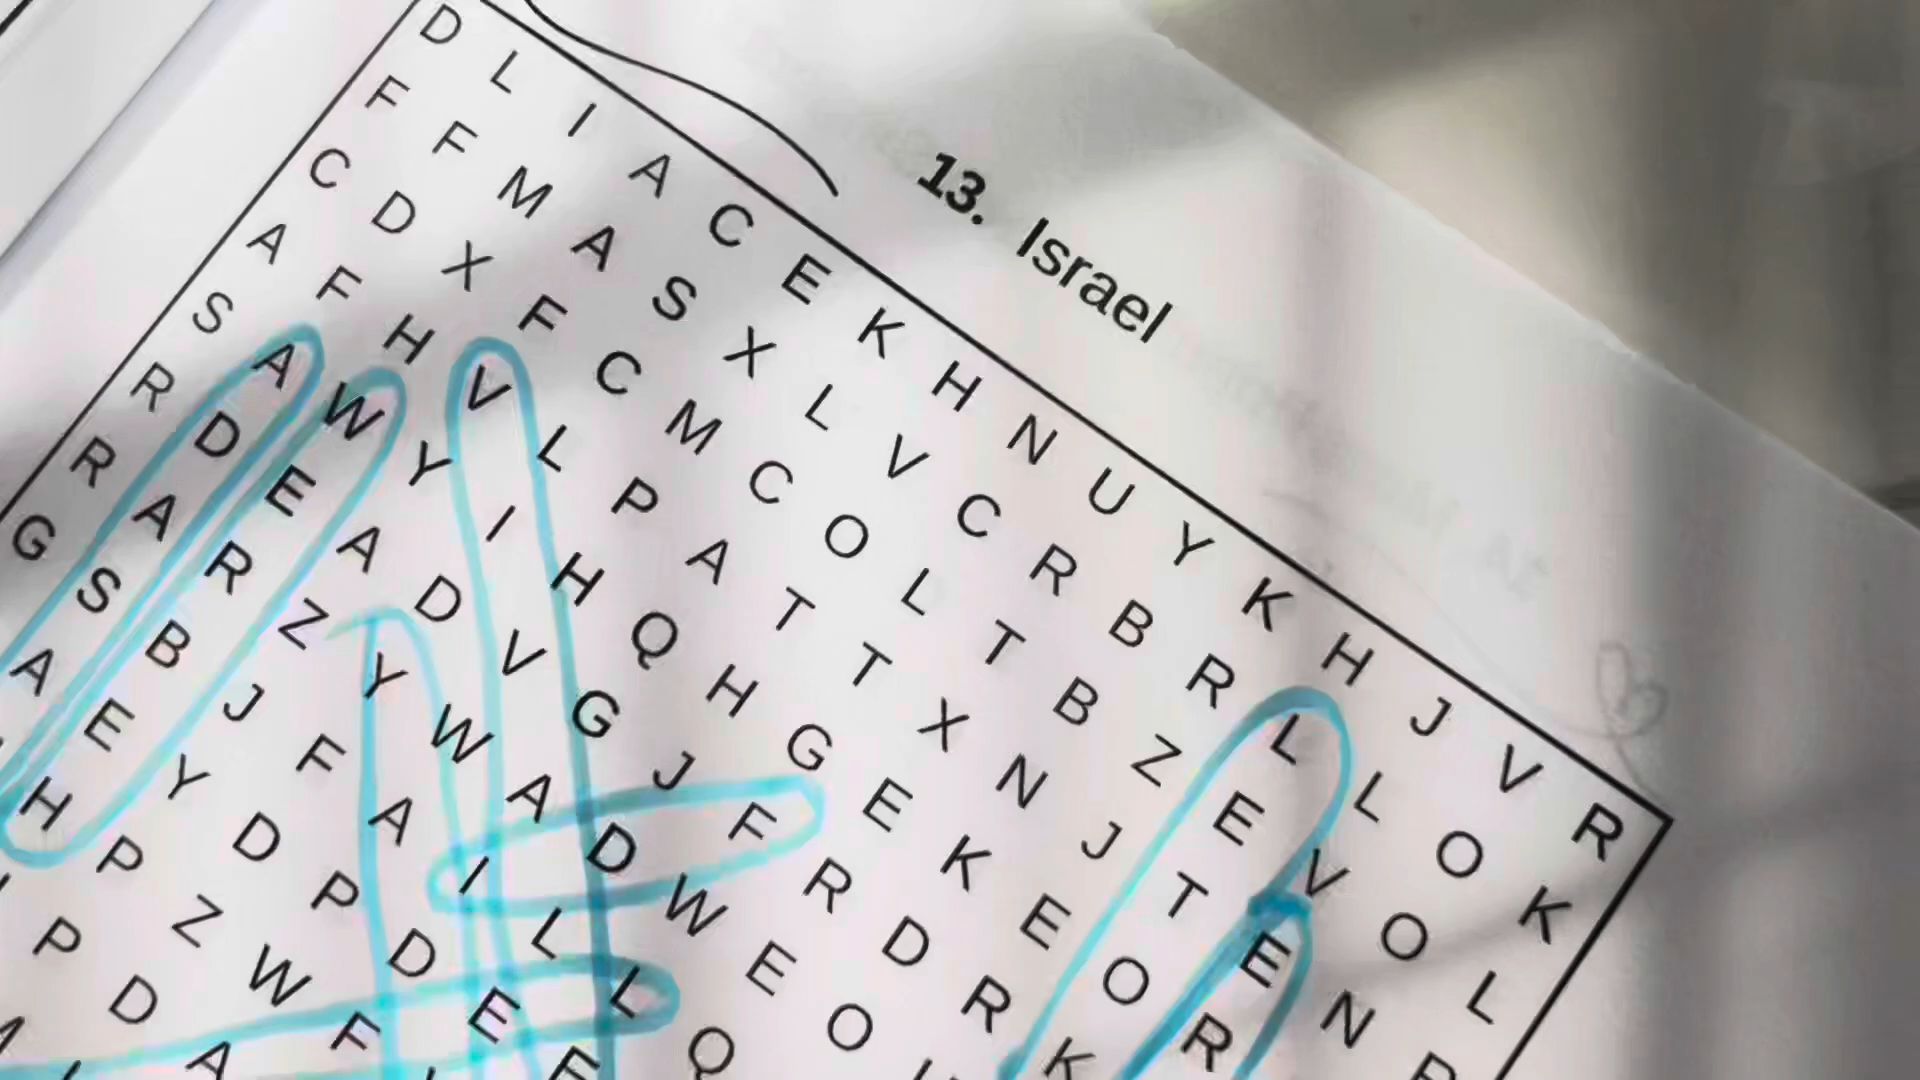 13. Israel
D L I A C E K H N U Y K H J V R
F F M A S X L V C R B R L L O K
C D X F C M C O L T B Z E V O L
A F H V L P A T T X N J T E N
S A W Y I H Q H G E K E O R
R D E A D V G J F R D R K
R A R Z Y W A D W E O
G S B J F A I L L Q
A E Y D P D E
H P Z W F
P D A